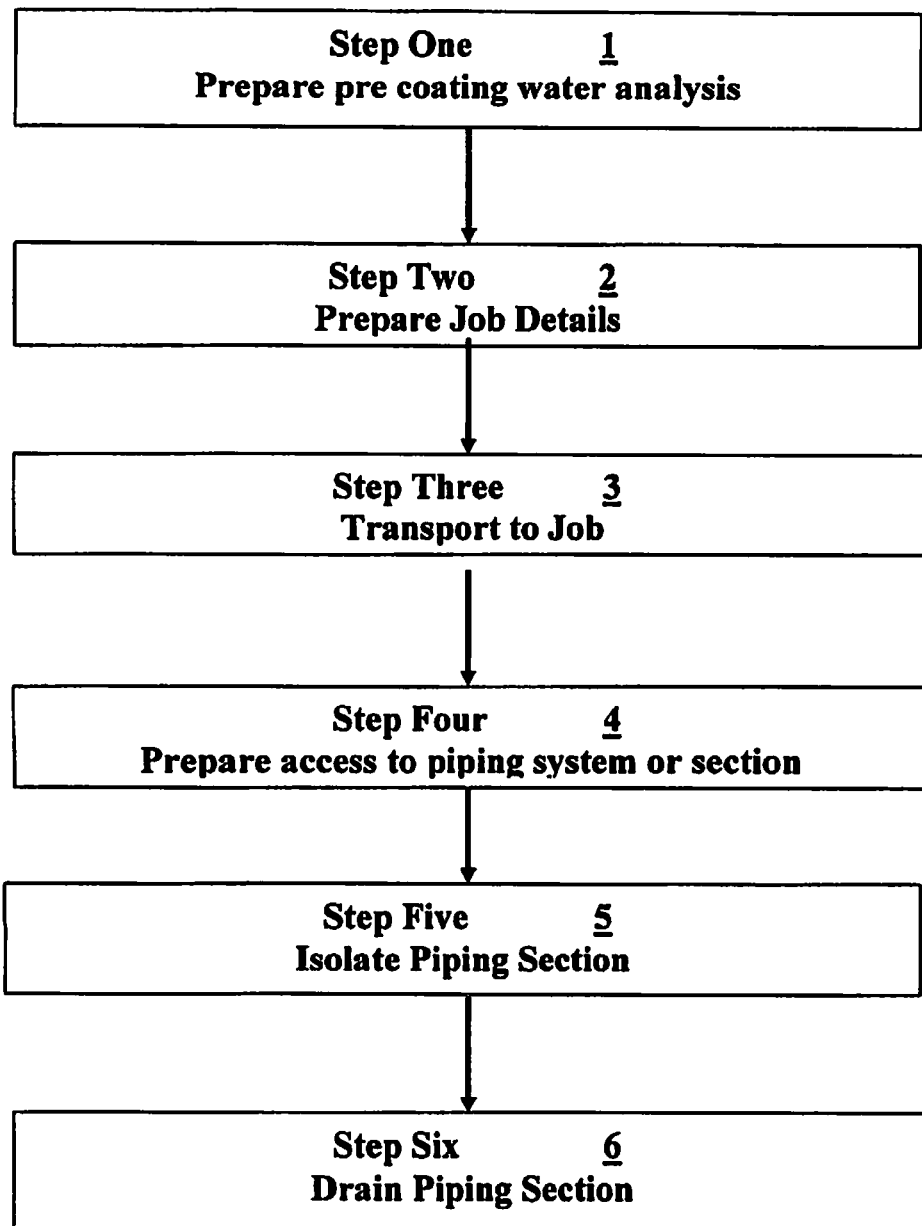 Step One 1
Prepare pre coating water analysis
Step Two 2
Prepare Job Details
Step Three 3
Transport to Job
Step Four 4
Prepare access to piping system or section
Step Five 5
Isolate Piping Section
Step Six 6
Drain Piping Section